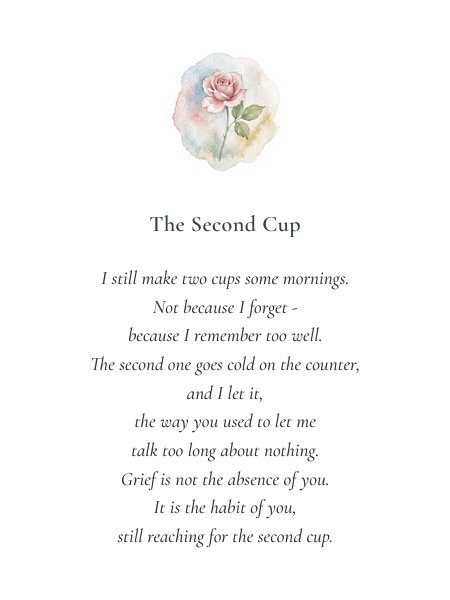 The Second Cup
I still make two cups some mornings.
Not because I forget -
because I remember too well.
The second one goes cold on the counter,
and I let it,
the way you used to let me
talk too long about nothing.
Grief is not the absence of you.
It is the habit of you,
still reaching for the second cup.